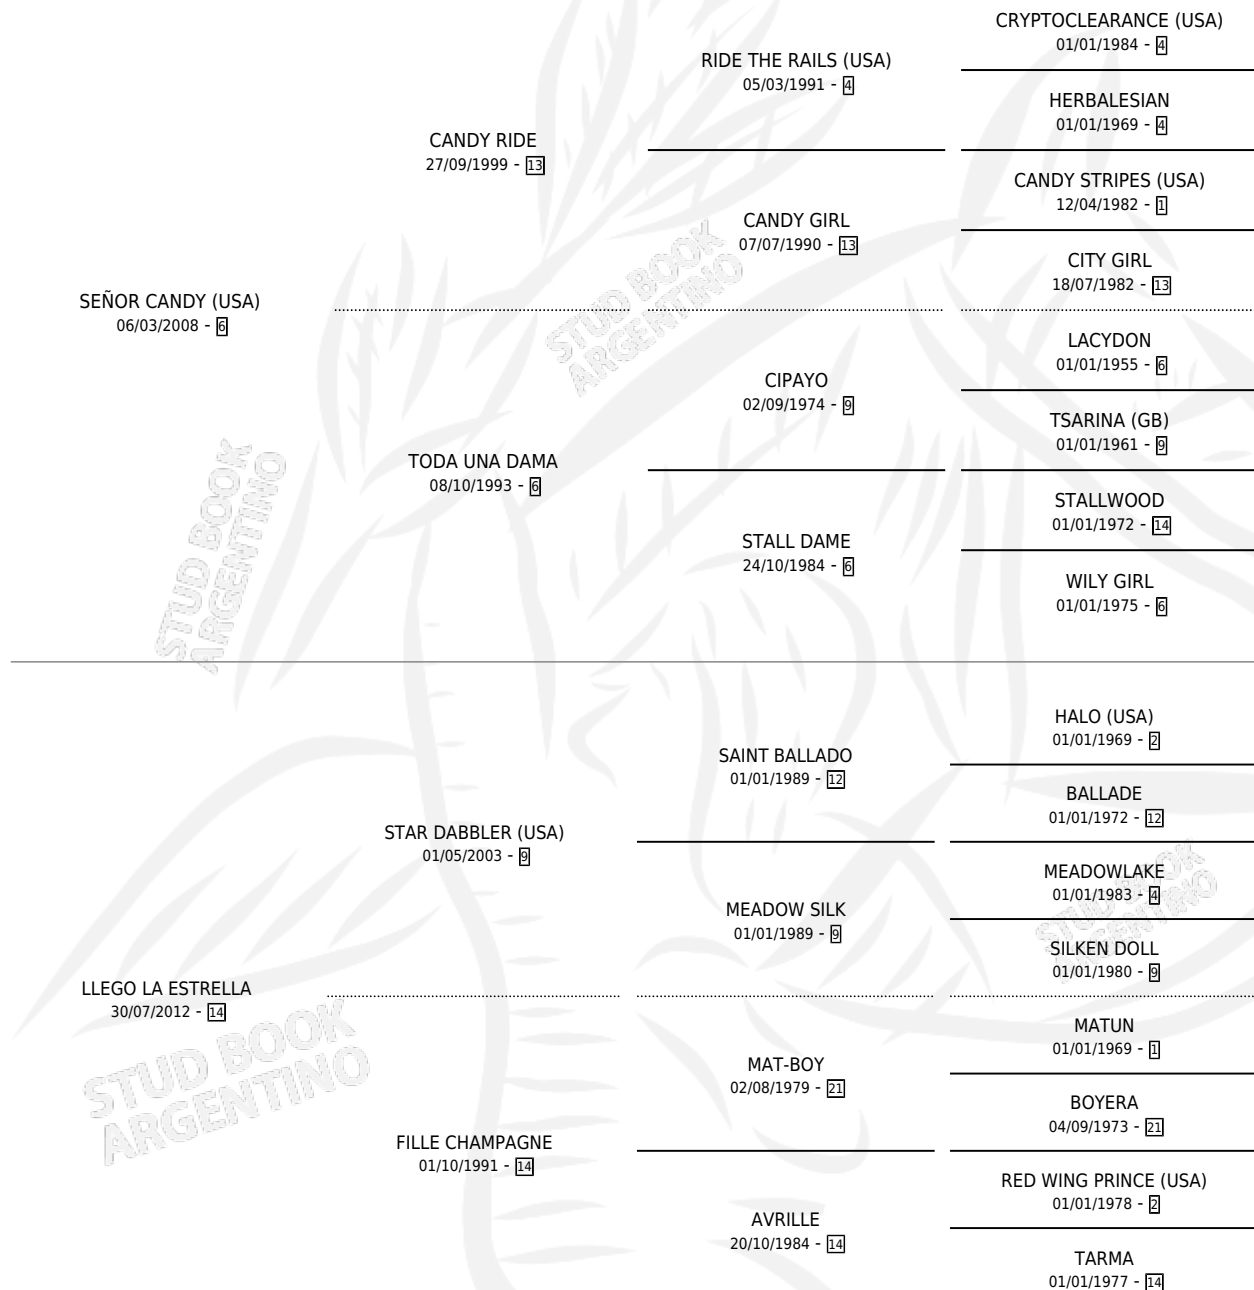 CRYPTOCLEARANCE (USA)
01/01/1984 - 4
RIDE THE RAILS (USA)
05/03/1991 - 4
HERBALESIAN
01/01/1969 - 4
CANDY RIDE
27/09/1999 - 13
CANDY STRIPES (USA)
12/04/1982 - 1
CANDY GIRL
07/07/1990 - 13
CITY GIRL
18/07/1982 - 13
SEÑOR CANDY (USA)
06/03/2008 - 6
LACYDON
01/01/1955 - 6
CIPAYO
02/09/1974 - 9
TSARINA (GB)
01/01/1961 - 9
TODA UNA DAMA
08/10/1993 - 6
STALLWOOD
01/01/1972 - 14
STALL DAME
24/10/1984 - 6
WILY GIRL
01/01/1975 - 6
HALO (USA)
01/01/1969 - 2
SAINT BALLADO
01/01/1989 - 12
BALLADE
01/01/1972 - 12
STAR DABBLER (USA)
01/05/2003 - 9
MEADOWLAKE
01/01/1983 - 4
MEADOW SILK
01/01/1989 - 9
SILKEN DOLL
01/01/1980 - 9
LLEGO LA ESTRELLA
30/07/2012 - 14
MATUN
01/01/1969 - 1
MAT-BOY
02/08/1979 - 21
BOYERA
04/09/1973 - 21
FILLE CHAMPAGNE
01/10/1991 - 14
RED WING PRINCE (USA)
01/01/1978 - 2
AVRILLE
20/10/1984 - 14
TARMA
01/01/1977 - 14
STUD BOOK
ARGENTINO
STUD BOOK
ARGENTINO
STUD BOOK
ARGENTINO
STUD BOOK
ARGENTINO